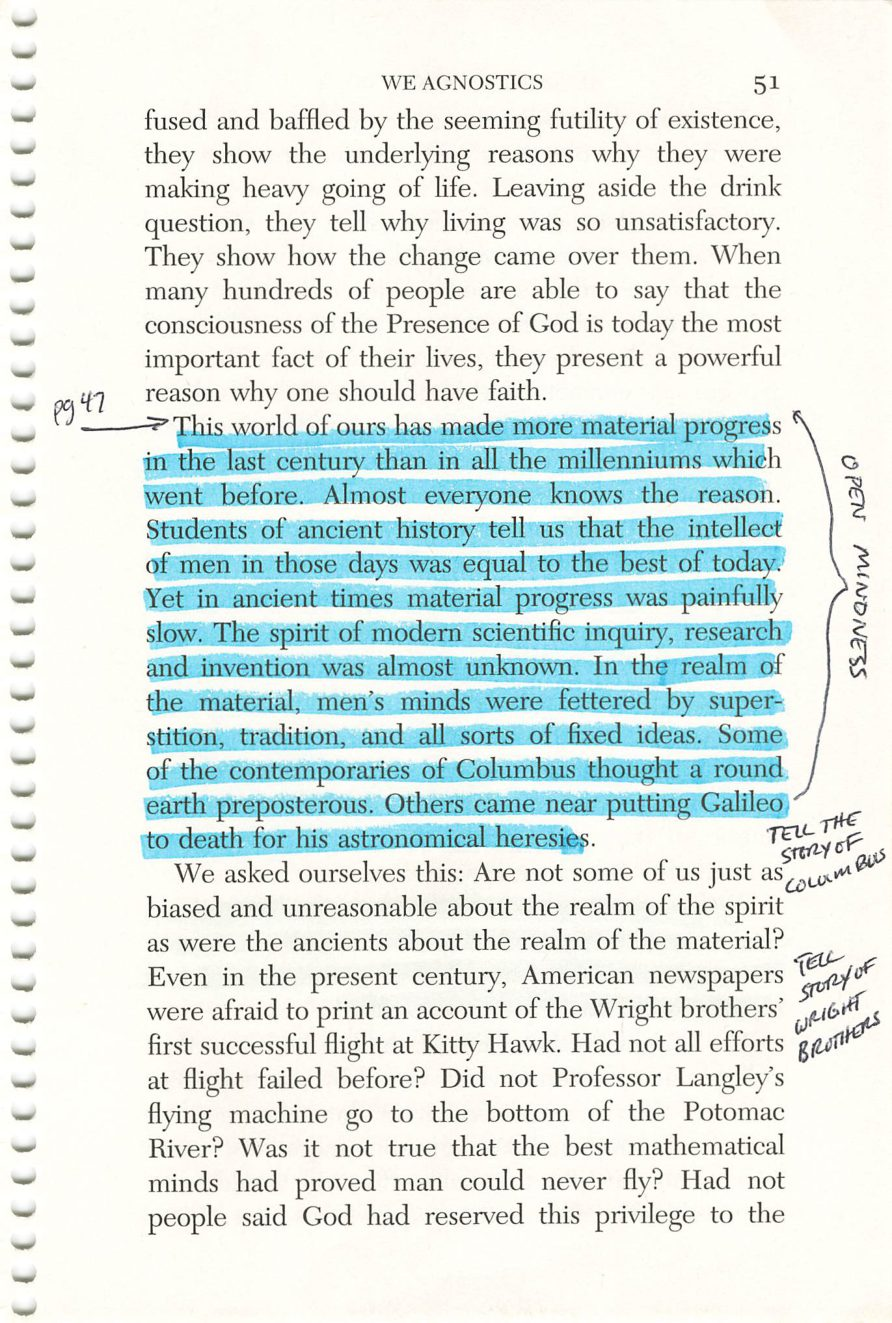 WE AGNOSTICS 51
fused and baffled by the seeming futility of existence,
they show the underlying reasons why they were
making heavy going of life. Leaving aside the drink
question, they tell why living was so unsatisfactory.
They show how the change came over them. When
many hundreds of people are able to say that the
consciousness of the Presence of God is today the most
important fact of their lives, they present a powerful
reason why one should have faith.
pg 47
This world of ours has made more material progress
in the last century than in all the millenniums which
went before. Almost everyone knows the reason.
Students of ancient history tell us that the intellect
of men in those days was equal to the best of today.
Yet in ancient times material progress was painfully
slow. The spirit of modern scientific inquiry, research
and invention was almost unknown. In the realm of
the material, men's minds were fettered by super-
stition, tradition, and all sorts of fixed ideas. Some
of the contemporaries of Columbus thought a round
earth preposterous. Others came near putting Galileo
to death for his astronomical heresies.
OPEN MINDNESS
TELL THE
STORY OF
COLUMBUS
We asked ourselves this: Are not some of us just as
biased and unreasonable about the realm of the spirit
as were the ancients about the realm of the material?
Even in the present century, American newspapers
were afraid to print an account of the Wright brothers'
first successful flight at Kitty Hawk. Had not all efforts
at flight failed before? Did not Professor Langley's
flying machine go to the bottom of the Potomac
River? Was it not true that the best mathematical
minds had proved man could never fly? Had not
people said God had reserved this privilege to the
TELL
STORY OF
WRIGHT
BROTHERS